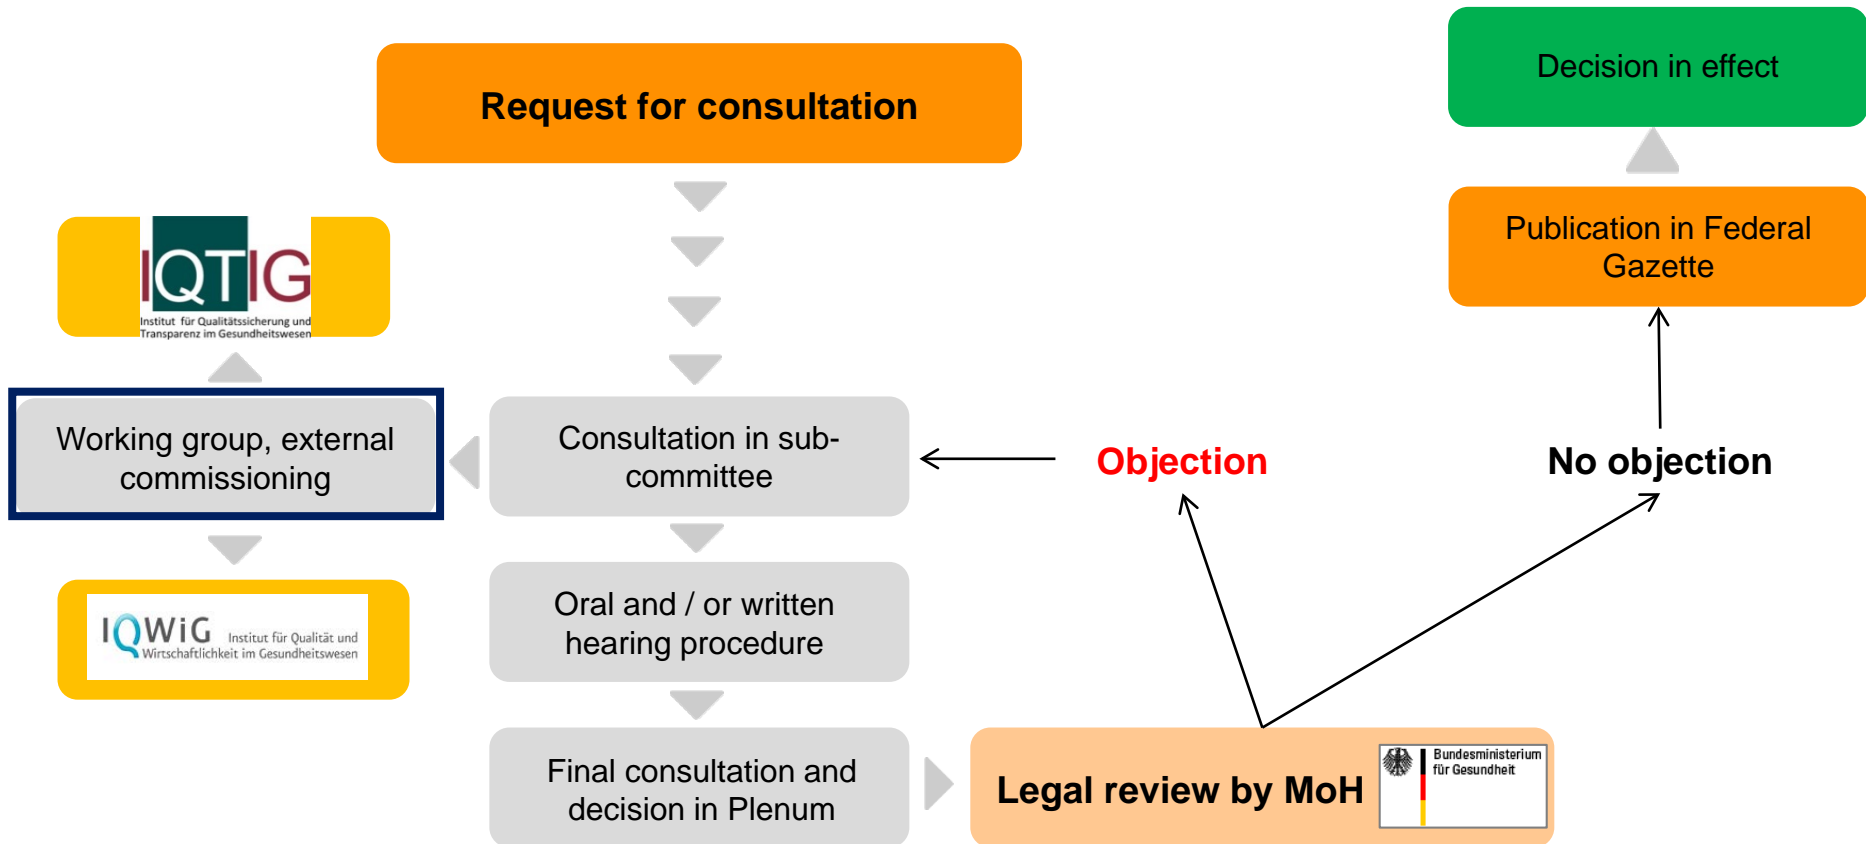 Request for consultation
Decision in effect
Publication in Federal
Gazette
IQTIG
Institut für Qualitätssicherung und
Transparenz im Gesundheitswesen
Working group, external
commissioning
Consultation in sub-
committee
Objection
No objection
IQWiG Institut für Qualität und
Wirtschaftlichkeit im Gesundheitswesen
Oral and / or written
hearing procedure
Final consultation and
decision in Plenum
Legal review by MoH
Bundesministerium
für Gesundheit